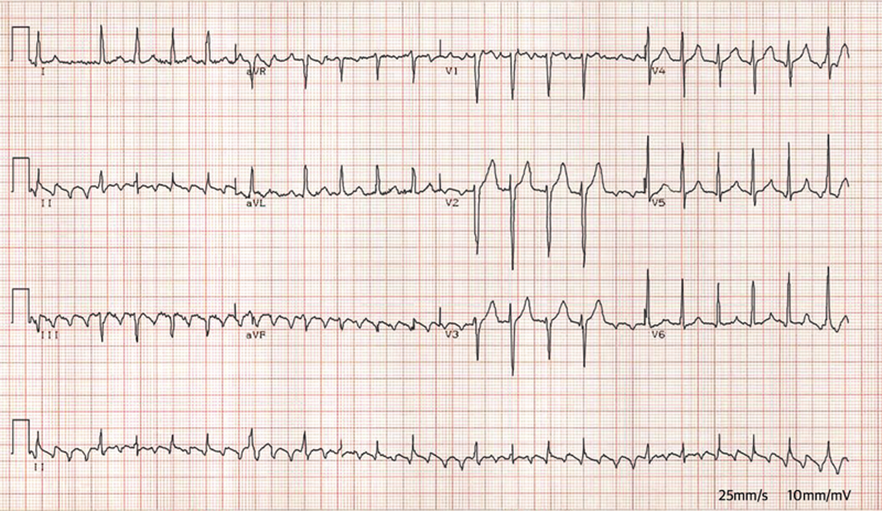 I aVR V1 V4
II aVL V2 V5
III aVF V3 V6
II
25mm/s 10mm/mV